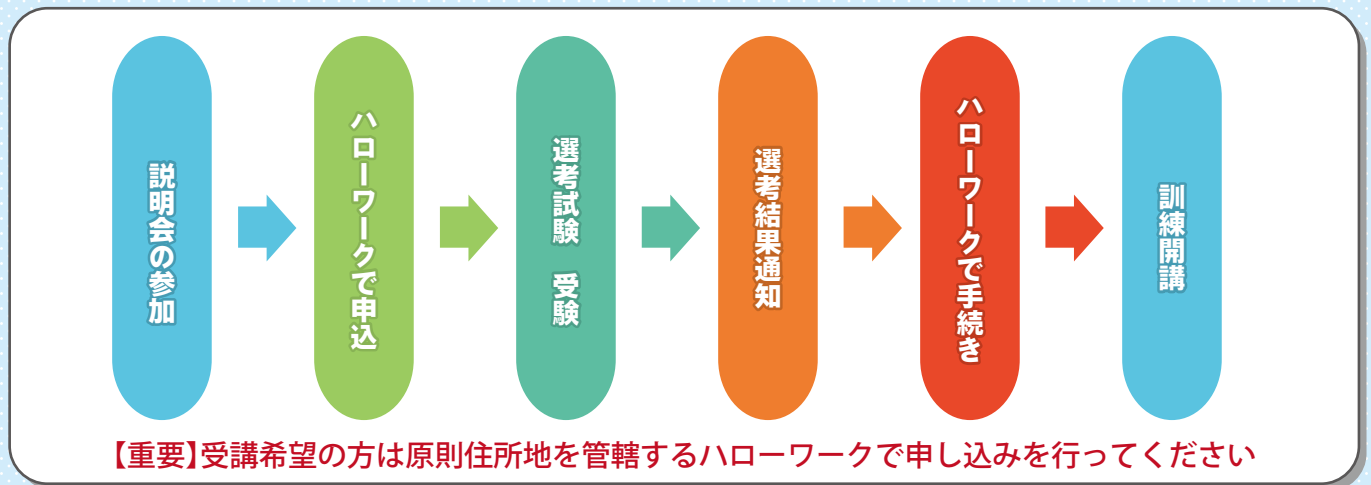 説明会の参加
ハローワークで申込
選考試験　受験
選考結果通知
ハローワークで手続き
訓練開講
【重要】受講希望の方は原則住所地を管轄するハローワークで申し込みを行ってください